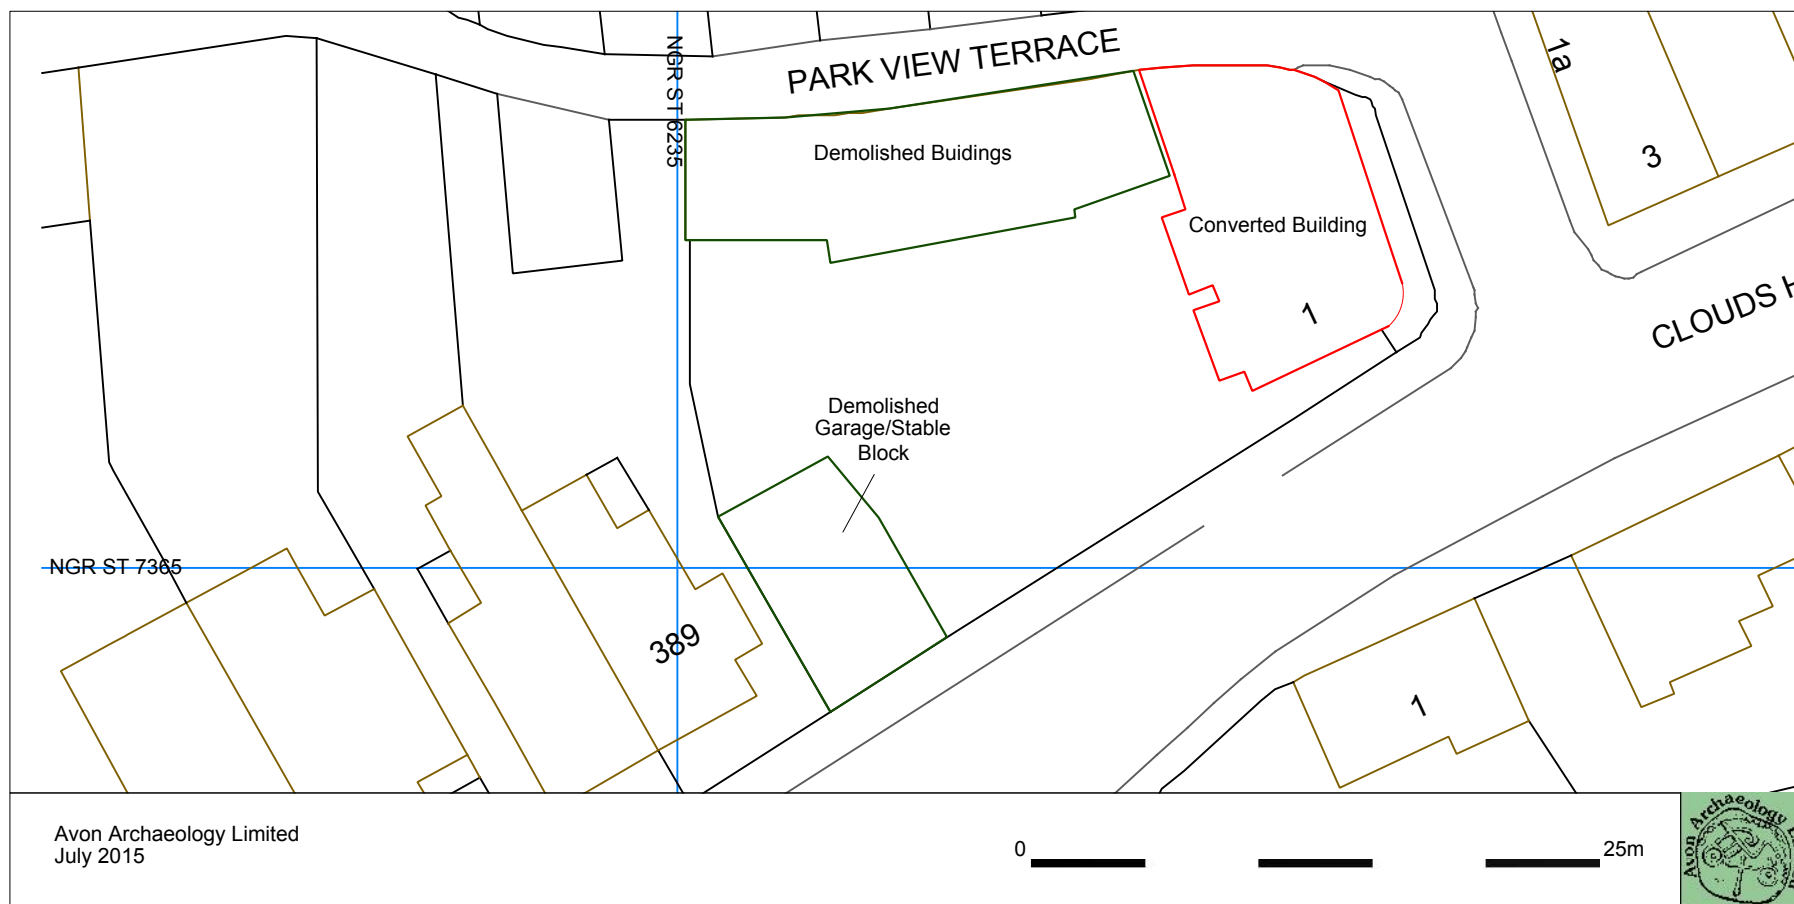 PARK VIEW TERRACE
1a
NGR ST 6235
Demolished Buidings
3
Converted Building
1
CLOUDS H
Demolished
Garage/Stable
Block
NGR ST 7365
389
1
Avon Archaeology Limited
July 2015
0
25m
Avon Archaeology